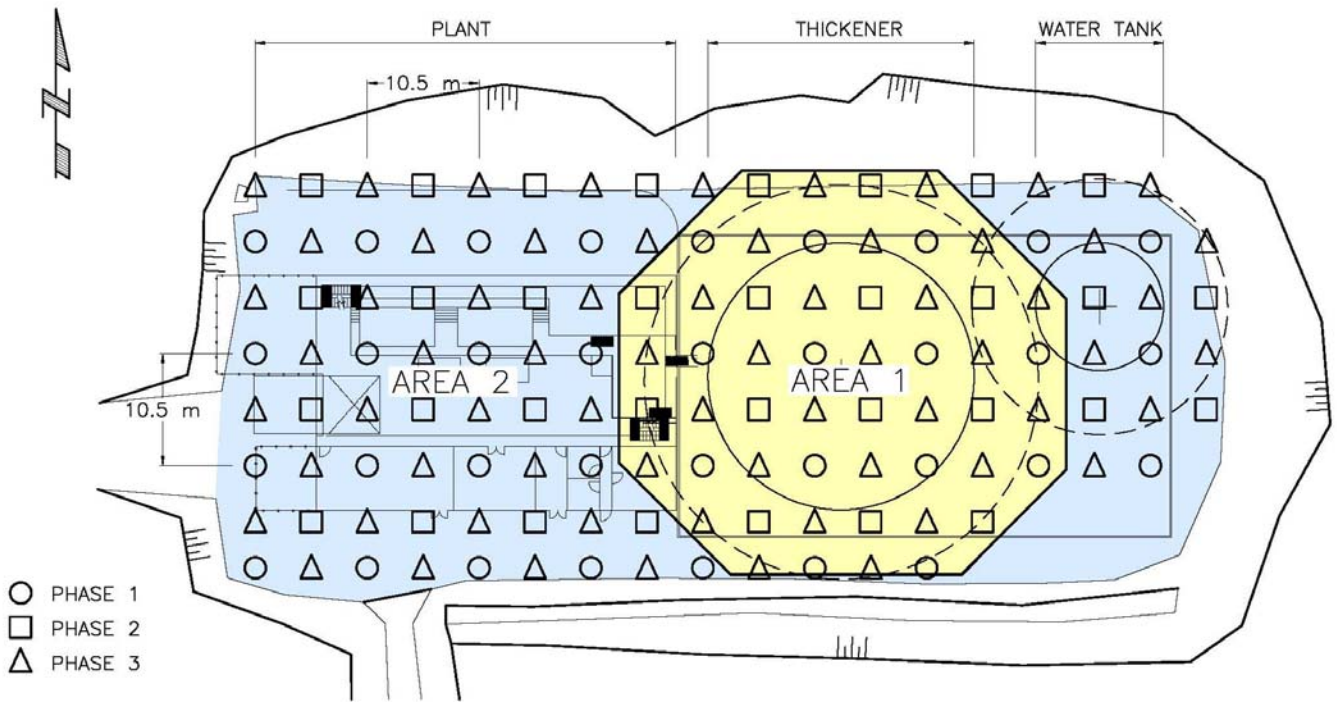 PLANT
THICKENER
WATER TANK
10.5 m
AREA 2
AREA 1
10.5 m
PHASE 1
PHASE 2
PHASE 3